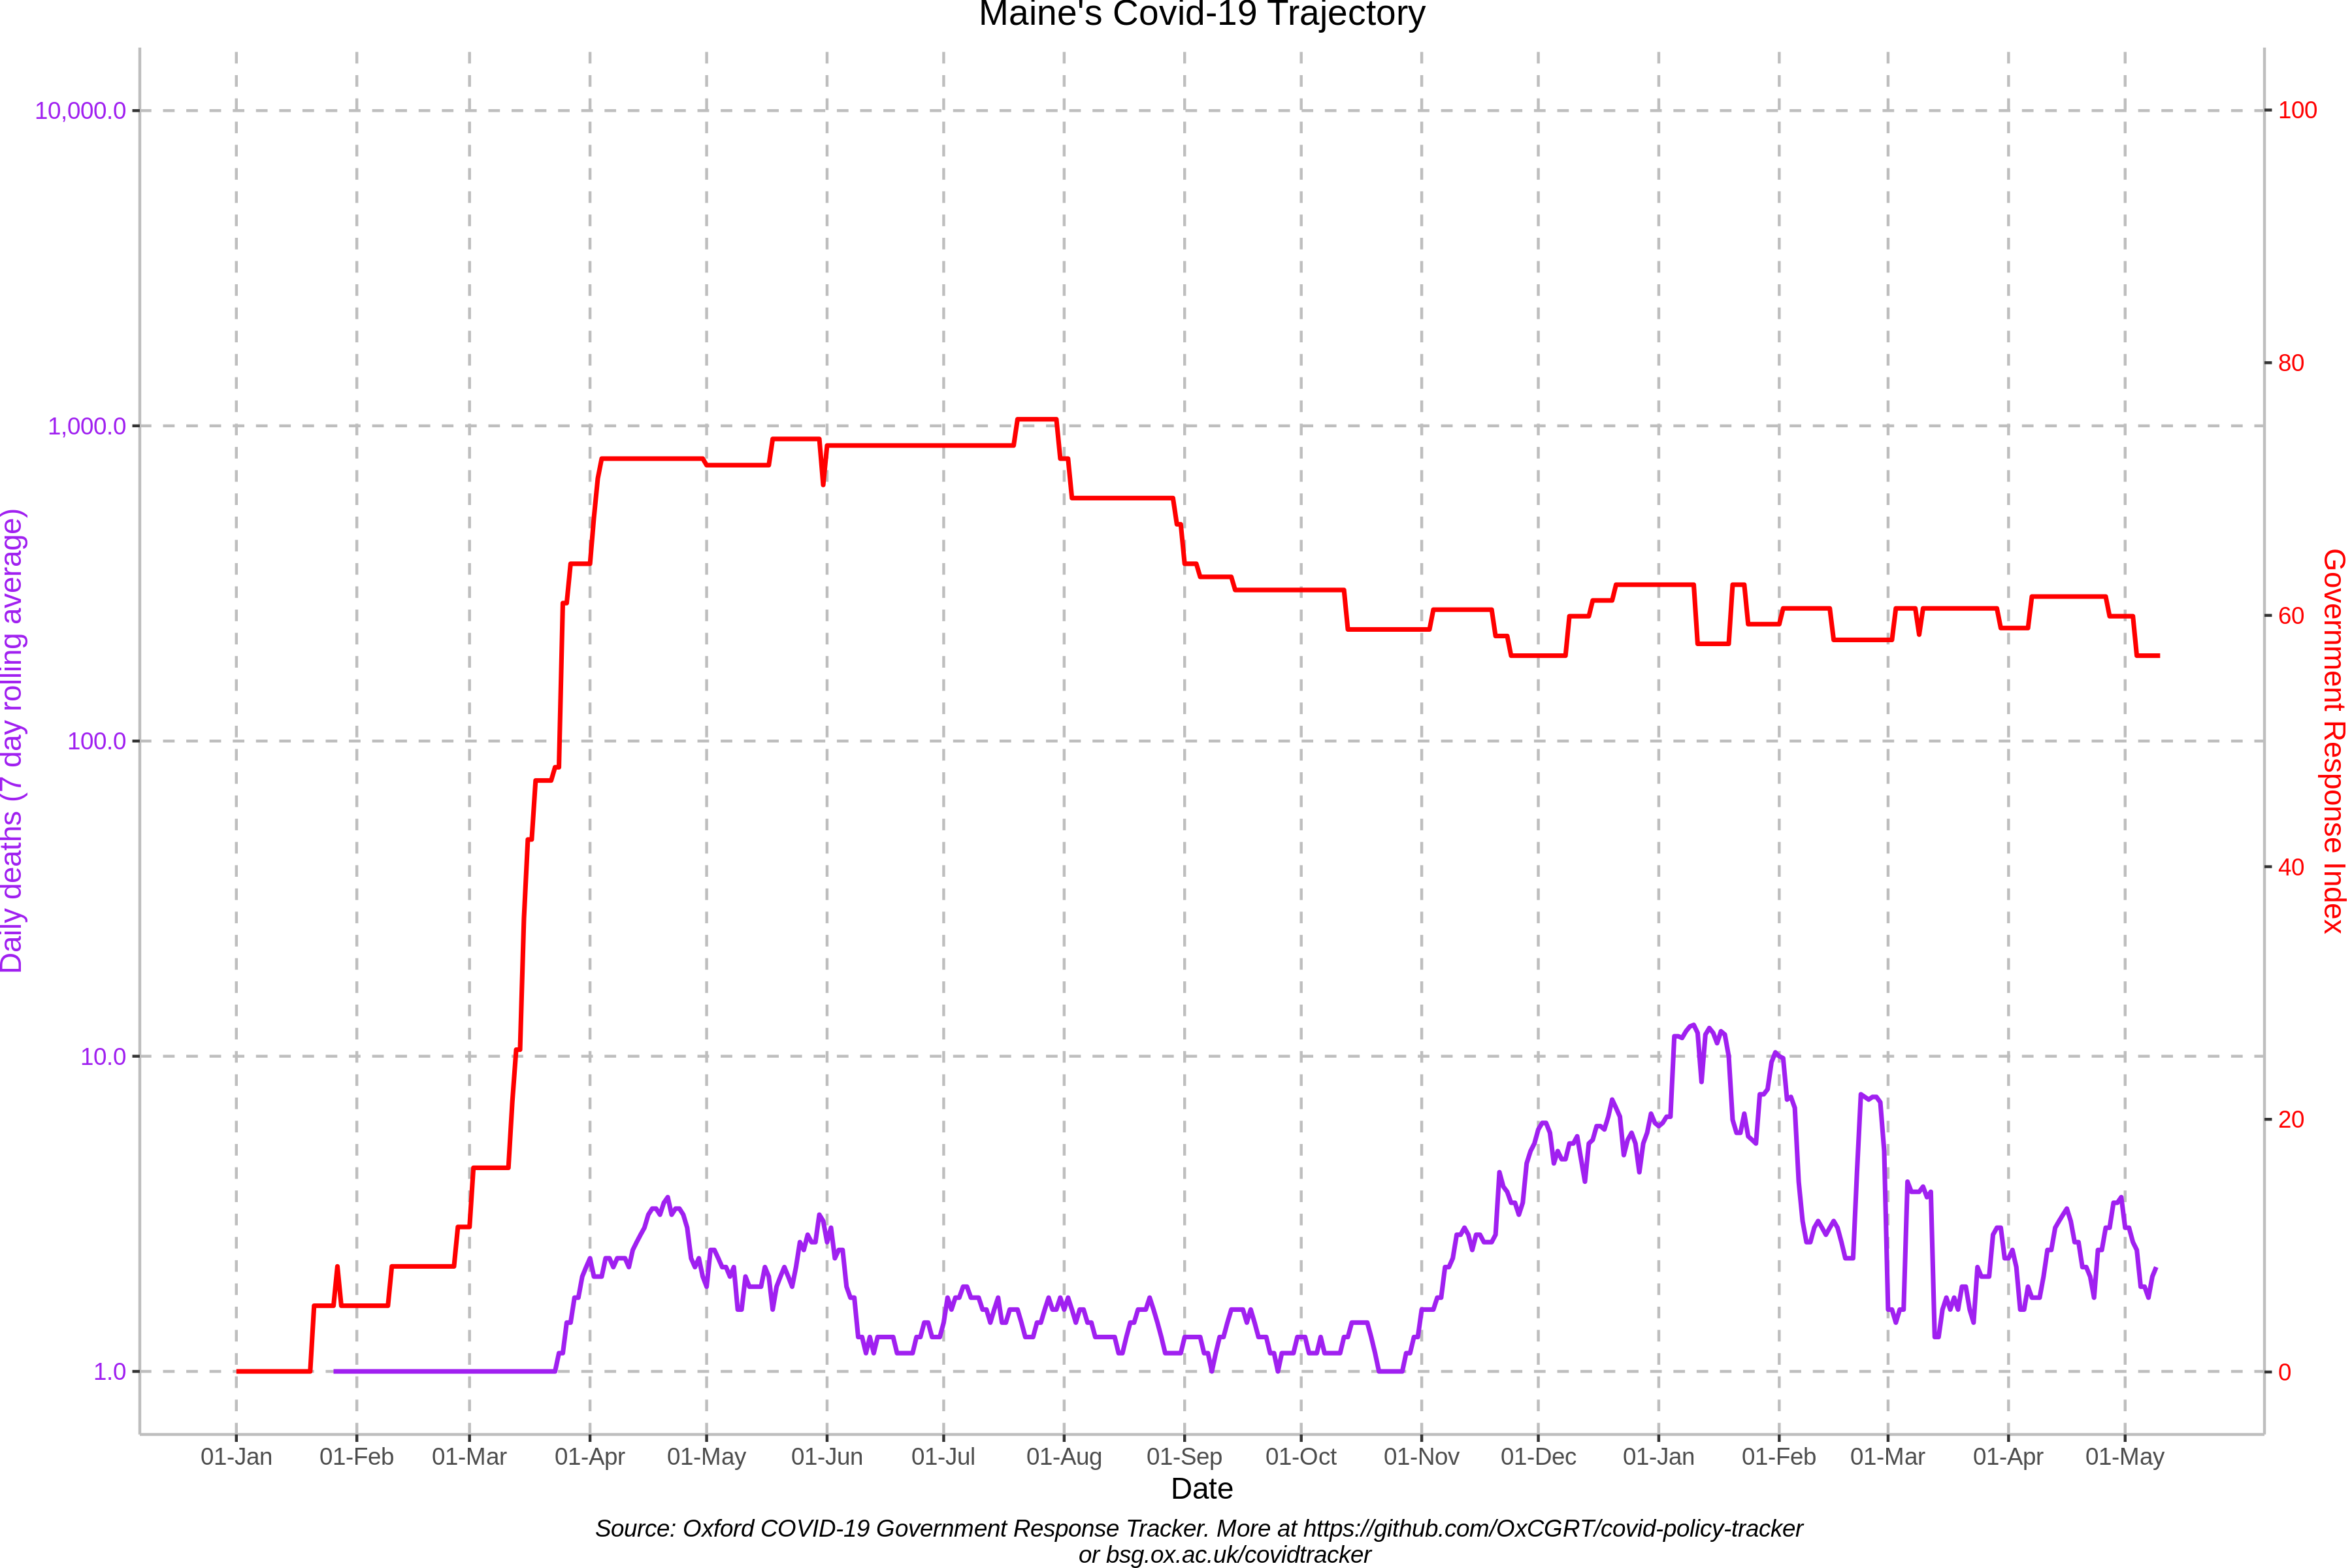 Maine's Covid-19 Trajectory
10,000.0
1,000.0
100.0
10.0
1.0
Daily deaths (7 day rolling average)
100
80
60
40
20
0
Government Response Index
01-Jan 01-Feb 01-Mar 01-Apr 01-May 01-Jun 01-Jul 01-Aug 01-Sep 01-Oct 01-Nov 01-Dec 01-Jan 01-Feb 01-Mar 01-Apr 01-May
Date
Source: Oxford COVID-19 Government Response Tracker. More at https://github.com/OxCGRT/covid-policy-tracker
or bsg.ox.ac.uk/covidtracker